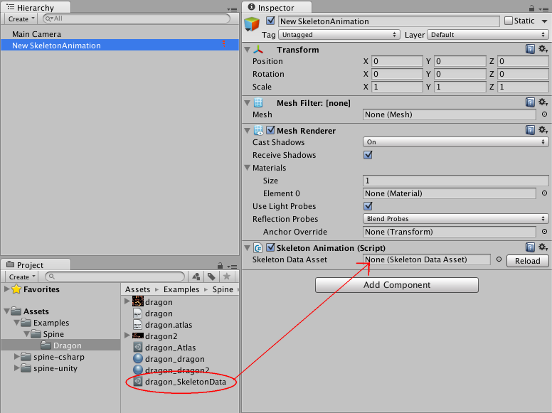 Hierarchy
Create
All
Main Camera
New SkeletonAnimation
Project
Create
Favorites
Assets
Examples
Spine
Dragon
spine-csharp
spine-unity
Assets Examples Spine
dragon
dragon
dragon.atlas
dragon2
dragon_Atlas
dragon_dragon
dragon_dragon2
dragon_SkeletonData
Inspector
New SkeletonAnimation Static
Tag Untagged Layer Default
Transform
Position X 0 Y 0 Z 0
Rotation X 0 Y 0 Z 0
Scale X 1 Y 1 Z 1
Mesh Filter: [none]
Mesh None (Mesh)
Mesh Renderer
Cast Shadows On
Receive Shadows
Materials
Size 1
Element 0 None (Material)
Use Light Probes
Reflection Probes Blend Probes
Anchor Override None (Transform)
Skeleton Animation (Script)
Skeleton Data Asset None (Skeleton Data Asset) Reload
Add Component